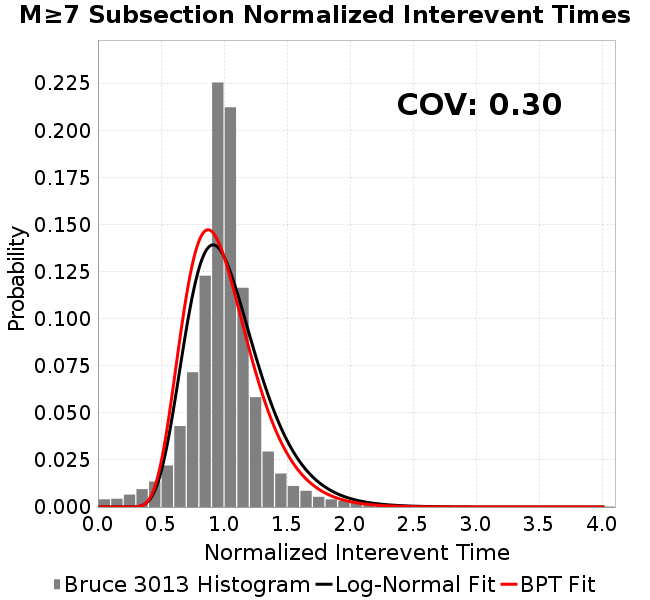 M≥7 Subsection Normalized Interevent Times
COV: 0.30
Probability
0.225
0.200
0.175
0.150
0.125
0.100
0.075
0.050
0.025
0.000
0.0 0.5 1.0 1.5 2.0 2.5 3.0 3.5 4.0
Normalized Interevent Time
Bruce 3013 Histogram Log-Normal Fit BPT Fit